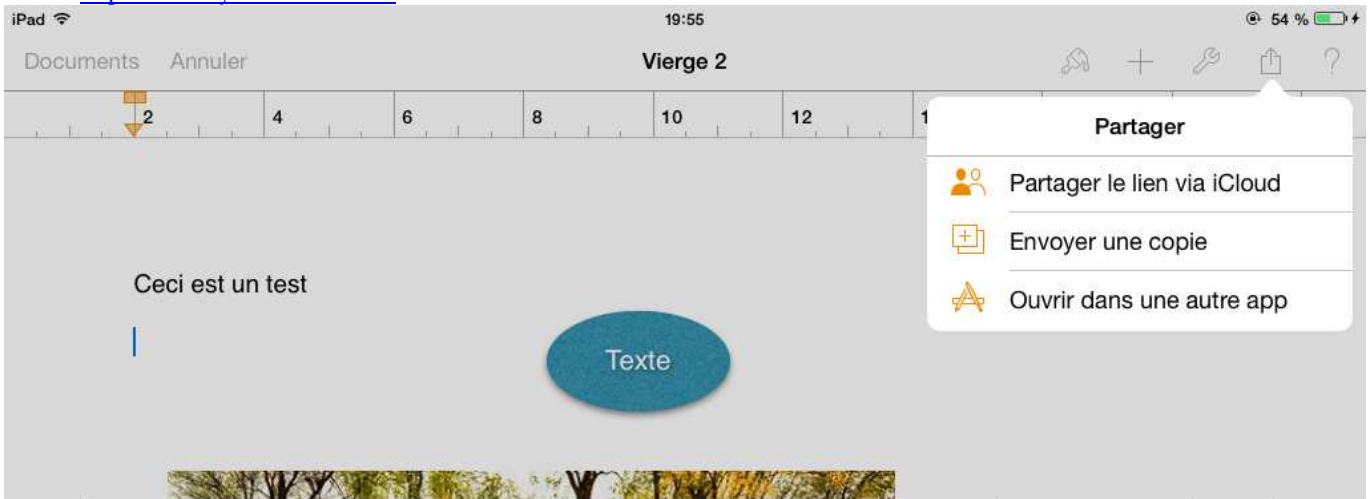 iPad 19:55 54 %
Documents Annuler Vierge 2 ?
2 4 6 8 10 12
Partager
Partager le lien via iCloud
Envoyer une copie
Ouvrir dans une autre app
Ceci est un test
Texte